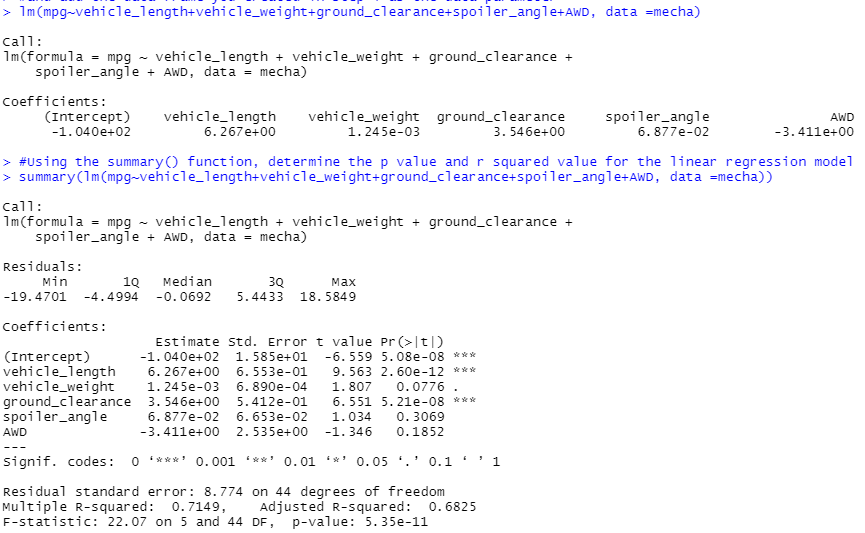 > lm(mpg~vehicle_length+vehicle_weight+ground_clearance+spoiler_angle+AWD, data =mecha)
Call:
lm(formula = mpg ~ vehicle_length + vehicle_weight + ground_clearance +
    spoiler_angle + AWD, data = mecha)
Coefficients:
     (Intercept)    vehicle_length    vehicle_weight  ground_clearance     spoiler_angle               AWD
      -1.040e+02         6.267e+00         1.245e-03         3.546e+00         6.877e-02        -3.411e+00
> #Using the summary() function, determine the p value and r squared value for the linear regression model
> summary(lm(mpg~vehicle_length+vehicle_weight+ground_clearance+spoiler_angle+AWD, data =mecha))
Call:
lm(formula = mpg ~ vehicle_length + vehicle_weight + ground_clearance +
    spoiler_angle + AWD, data = mecha)
Residuals:
     Min       1Q   Median       3Q      Max
-19.4701  -4.4994  -0.0692   5.4433  18.5849
Coefficients:
                   Estimate Std. Error t value Pr(>|t|)
(Intercept)      -1.040e+02  1.585e+01  -6.559 5.08e-08 ***
vehicle_length    6.267e+00  6.553e-01   9.563 2.60e-12 ***
vehicle_weight    1.245e-03  6.890e-04   1.807   0.0776 .
ground_clearance  3.546e+00  5.412e-01   6.551 5.21e-08 ***
spoiler_angle     6.877e-02  6.653e-02   1.034   0.3069
AWD              -3.411e+00  2.535e+00  -1.346   0.1852
---
Signif. codes:  0 ‘***’ 0.001 ‘**’ 0.01 ‘*’ 0.05 ‘.’ 0.1 ‘ ’ 1
Residual standard error: 8.774 on 44 degrees of freedom
Multiple R-squared:  0.7149,    Adjusted R-squared:  0.6825
F-statistic: 22.07 on 5 and 44 DF,  p-value: 5.35e-11